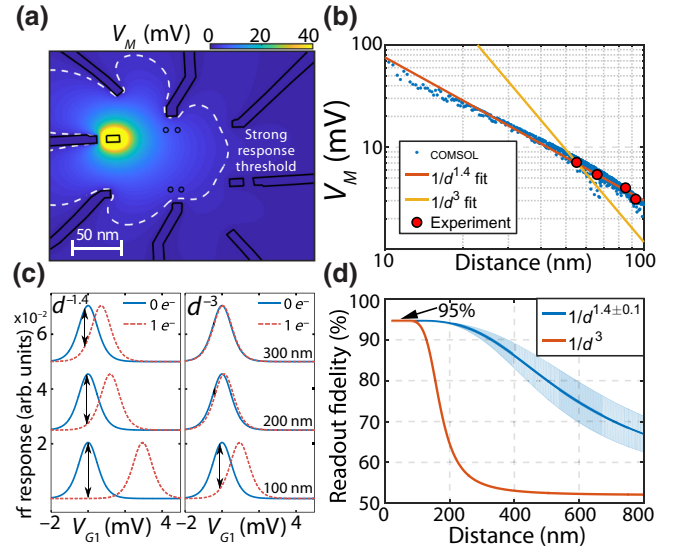 (a)
V_M (mV)
0 20 40
Strong
response
threshold
50 nm
(b)
100
10
V_M (mV)
COMSOL
1/d^1.4 fit
1/d^3 fit
Experiment
10 100
Distance (nm)
(c)
d^-1.4 d^-3
x10^-2
0 e^-
1 e^-
0 e^-
1 e^-
6
4
2
300 nm
200 nm
100 nm
rf response (arb. units)
-2 0 2 4 -2 0 2 4
V_G1 (mV) V_G1 (mV)
(d)
100
95%
90
80
70
60
50
Readout fidelity (%)
1/d^1.4±0.1
1/d^3
0 200 400 600 800
Distance (nm)